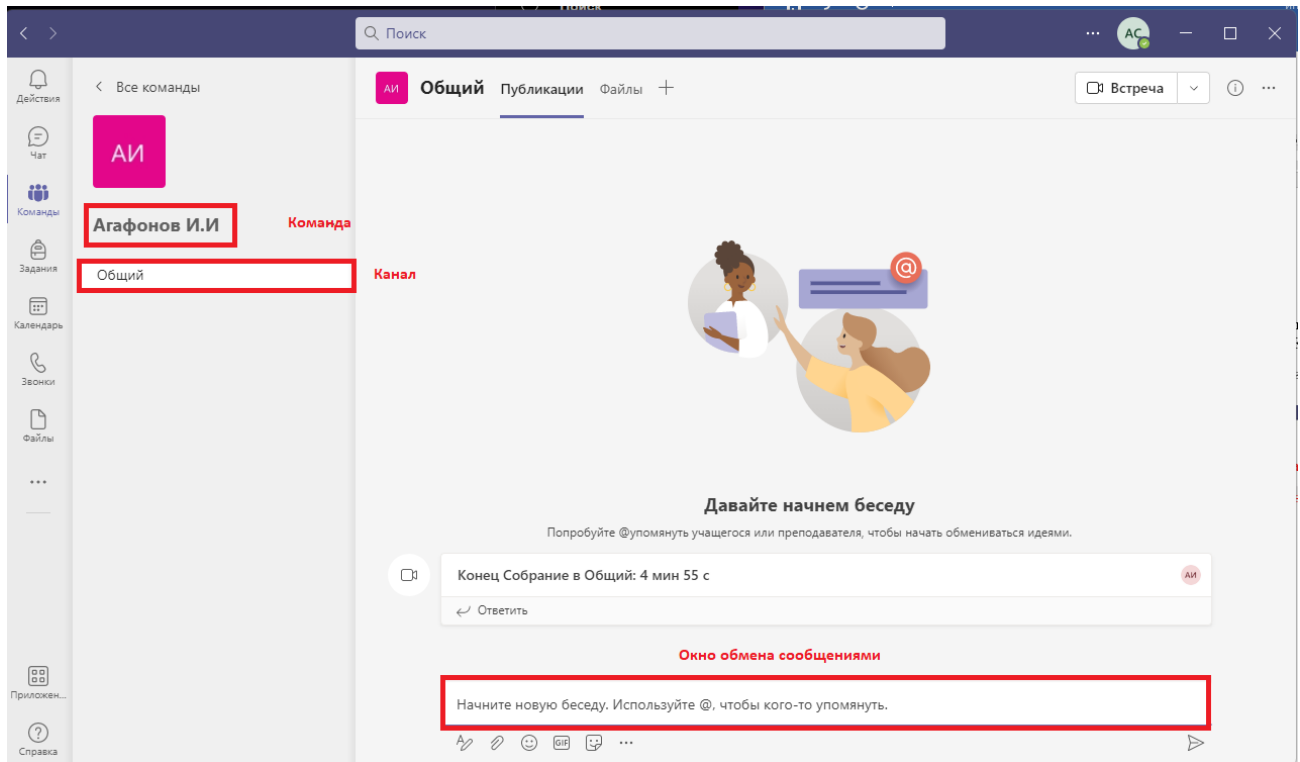 Поиск
АС
Действия
Чат
Команды
Задания
Календарь
Звонки
Файлы
Приложен...
Справка
Все команды
АИ
Агафонов И.И
Команда
Общий
Канал
АИ Общий Публикации Файлы
Встреча
@
Давайте начнем беседу
Попробуйте @упомянуть учащегося или преподавателя, чтобы начать обмениваться идеями.
Конец Собрание в Общий: 4 мин 55 с
АИ
Ответить
Окно обмена сообщениями
Начните новую беседу. Используйте @, чтобы кого-то упомянуть.
GIF